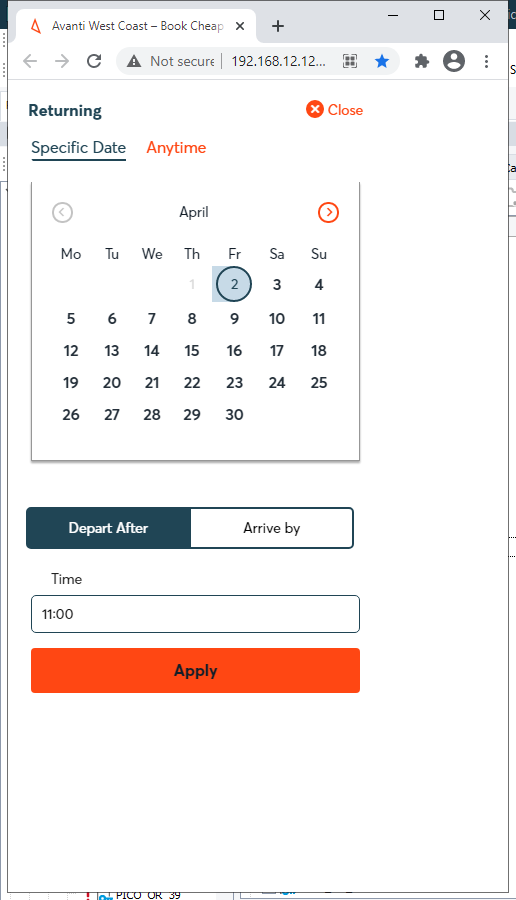 Avanti West Coast – Book Cheap
Not secure
192.168.12.12...
Returning
Close
Specific Date
Anytime
April
Mo Tu We Th Fr Sa Su
1 2 3 4
5 6 7 8 9 10 11
12 13 14 15 16 17 18
19 20 21 22 23 24 25
26 27 28 29 30
Depart After
Arrive by
Time
11:00
Apply
PICO_OR_39